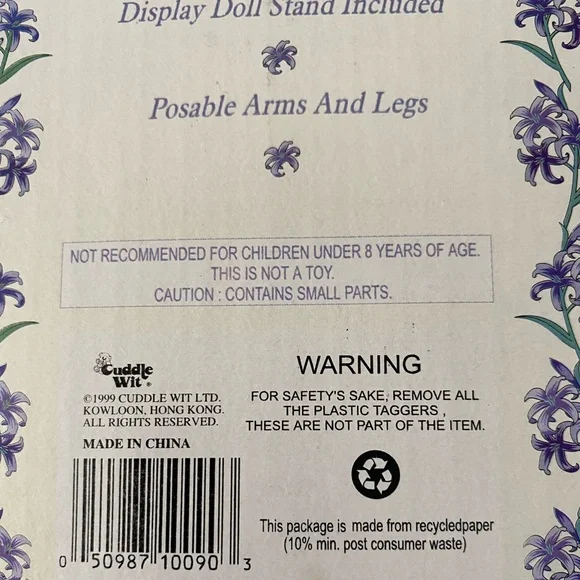 Display Doll Stand Included
Posable Arms And Legs
NOT RECOMMENDED FOR CHILDREN UNDER 8 YEARS OF AGE.
THIS IS NOT A TOY.
CAUTION : CONTAINS SMALL PARTS.
Cuddle
Wit ®
©1999 CUDDLE WIT LTD.
KOWLOON, HONG KONG.
ALL RIGHTS RESERVED.
MADE IN CHINA
0 50987 10090 3
WARNING
FOR SAFETY'S SAKE, REMOVE ALL
THE PLASTIC TAGGERS ,
THESE ARE NOT PART OF THE ITEM.
This package is made from recycledpaper
(10% min. post consumer waste)